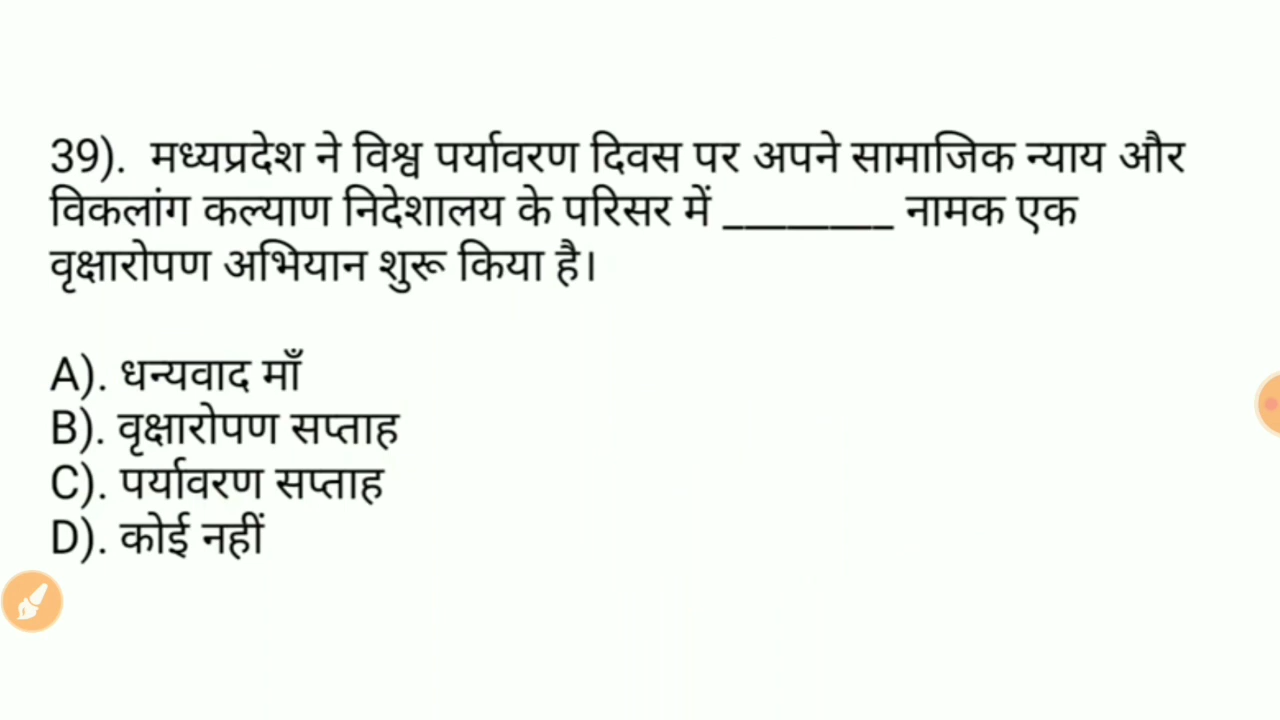 39). मध्यप्रदेश ने विश्व पर्यावरण दिवस पर अपने सामाजिक न्याय और
विकलांग कल्याण निदेशालय के परिसर में ________ नामक एक
वृक्षारोपण अभियान शुरू किया है।
A). धन्यवाद माँ
B). वृक्षारोपण सप्ताह
C). पर्यावरण सप्ताह
D). कोई नहीं